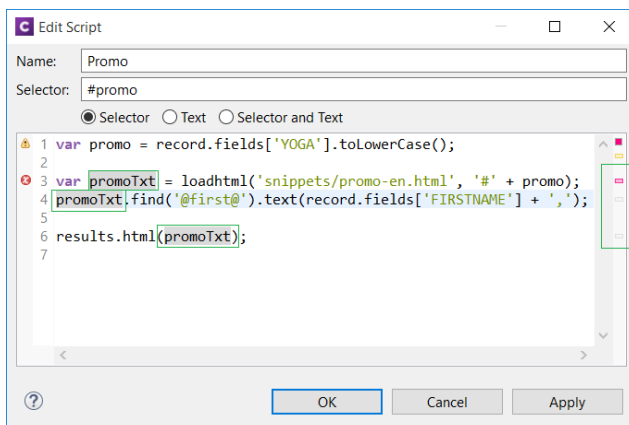 C Edit Script
Name: Promo
Selector: #promo
Selector Text Selector and Text
1 var promo = record.fields['YOGA'].toLowerCase();
2
3 var promoTxt = loadhtml('snippets/promo-en.html', '#' + promo);
4 promoTxt.find('@first@').text(record.fields['FIRSTNAME'] + ',');
5
6 results.html(promoTxt);
7
? OK Cancel Apply